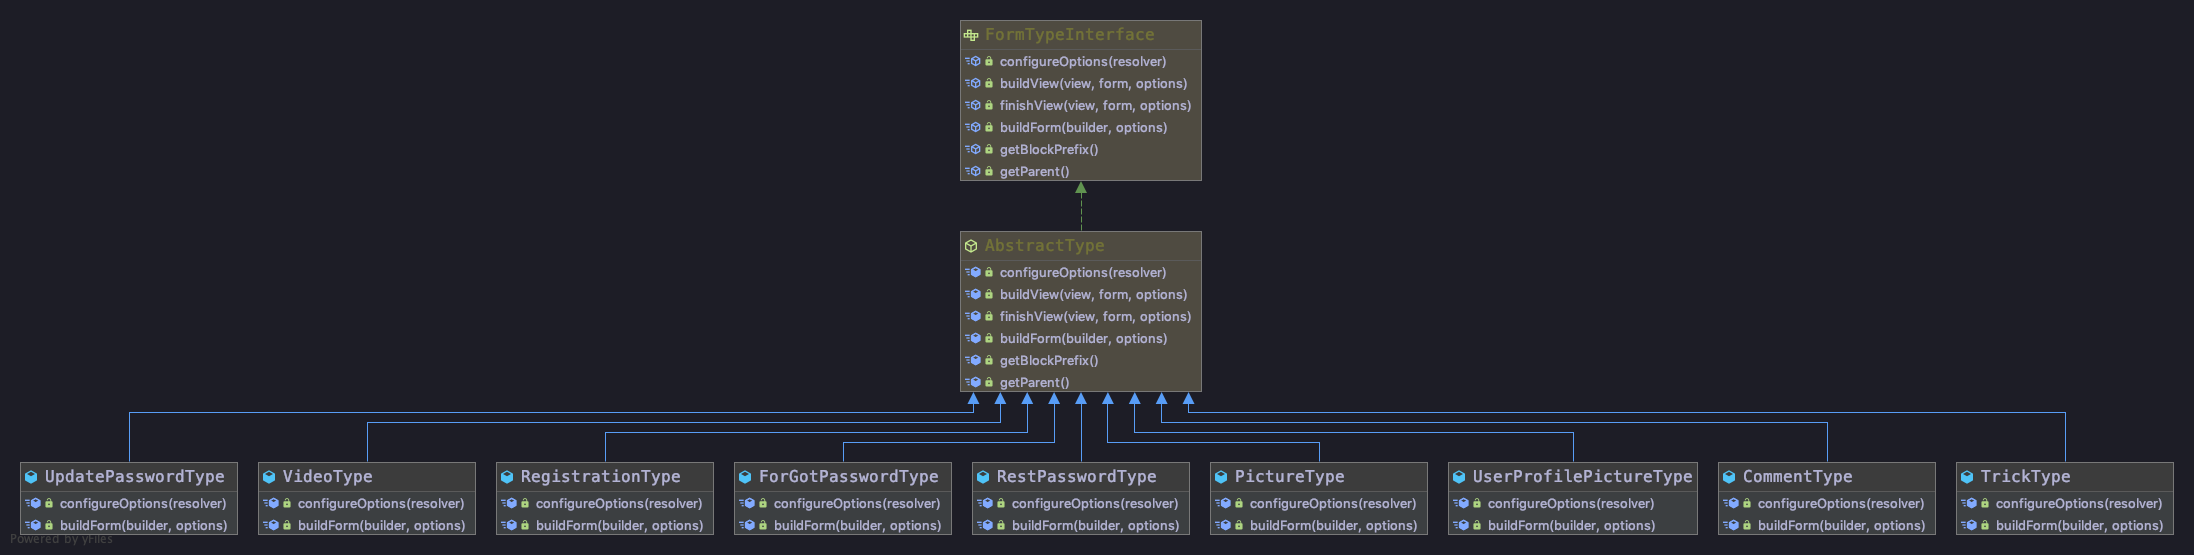 FormTypeInterface
configureOptions(resolver)
buildView(view, form, options)
finishView(view, form, options)
buildForm(builder, options)
getBlockPrefix()
getParent()
AbstractType
configureOptions(resolver)
buildView(view, form, options)
finishView(view, form, options)
buildForm(builder, options)
getBlockPrefix()
getParent()
UpdatePasswordType
configureOptions(resolver)
buildForm(builder, options)
VideoType
configureOptions(resolver)
buildForm(builder, options)
RegistrationType
configureOptions(resolver)
buildForm(builder, options)
ForGotPasswordType
configureOptions(resolver)
buildForm(builder, options)
RestPasswordType
configureOptions(resolver)
buildForm(builder, options)
PictureType
configureOptions(resolver)
buildForm(builder, options)
UserProfilePictureType
configureOptions(resolver)
buildForm(builder, options)
CommentType
configureOptions(resolver)
buildForm(builder, options)
TrickType
configureOptions(resolver)
buildForm(builder, options)
Powered by yFiles